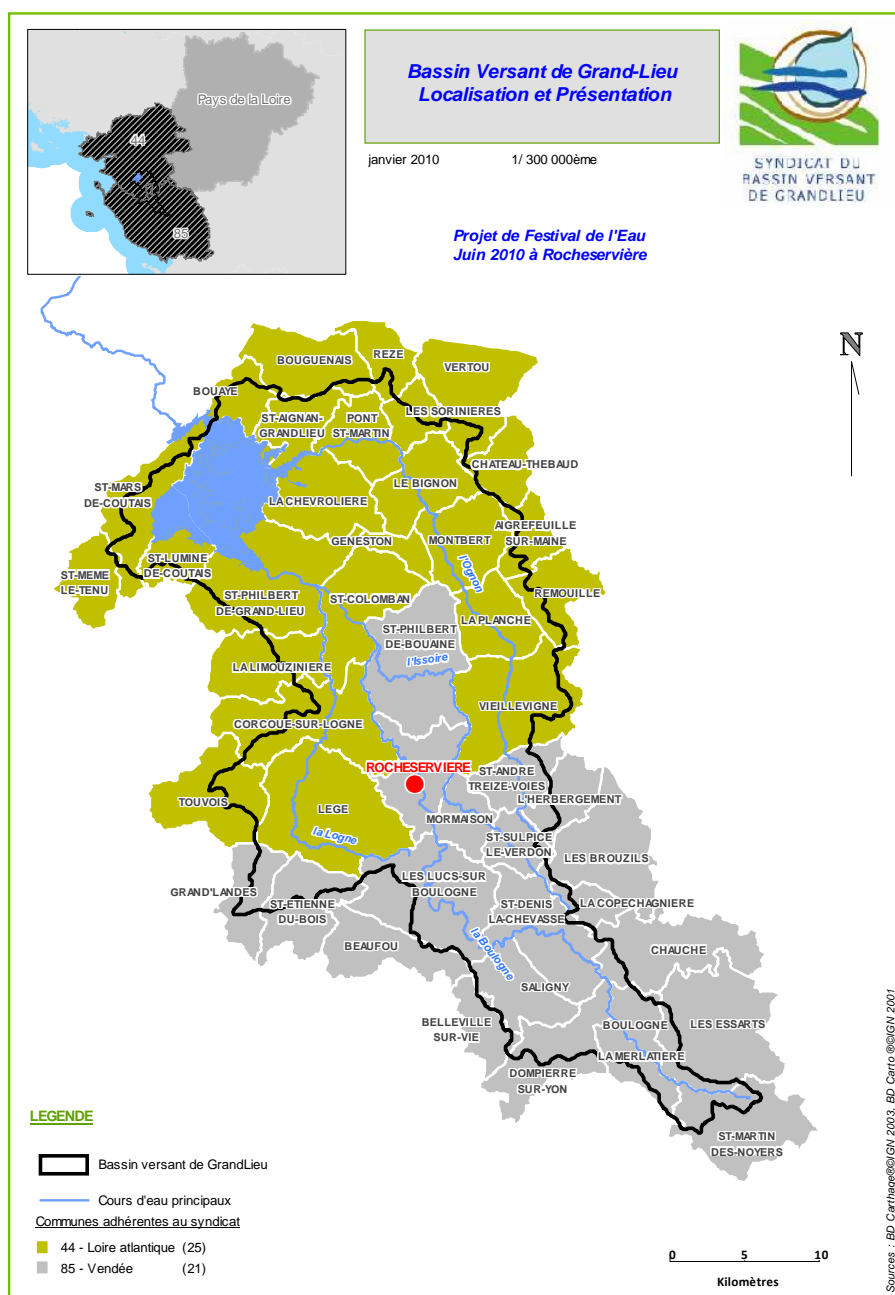 Pays de la Loire
44
85
Bassin Versant de Grand-Lieu
Localisation et Présentation
janvier 2010 1/ 300 000ème
SYNDICAT DU
BASSIN VERSANT
DE GRANDLIEU
Projet de Festival de l'Eau
Juin 2010 à Rocheservière
N
BOUGUENAIS
REZE
VERTOU
BOUAYE
ST-AIGNAN-
GRANDLIEU
PONT
ST-MARTIN
LES SORINIERES
CHATEAU-THEBAUD
ST-MARS
DE-COUTAIS
LE BIGNON
LA CHEVROLIERE
AIGREFEUILLE
SUR-MAINE
GENESTON
MONTBERT
l'Ognon
ST-MEME
LE-TENU
ST-LUMINE
DE-COUTAIS
ST-PHILBERT
DE-GRAND-LIEU
ST-COLOMBAN
REMOUILLE
LA PLANCHE
ST-PHILBERT
DE-BOUAINE
l'Issoire
LA LIMOUZINIERE
VIEILLEVIGNE
CORCOUE-SUR-LOGNE
ROCHESERVIERE
ST-ANDRE
TREIZE-VOIES
L'HERBERGEMENT
TOUVOIS
LEGE
la Logne
MORMAISON
ST-SULPICE
LE-VERDON
LES BROUZILS
GRAND'LANDES
ST-ETIENNE
DU-BOIS
LES LUCS-SUR
BOULOGNE
ST-DENIS
LA-CHEVASSE
LA COPECHAGNIERE
BEAUFOU
la Boulogne
CHAUCHE
SALIGNY
BELLEVILLE
SUR-VIE
BOULOGNE
LES ESSARTS
LA MERLATIERE
DOMPIERRE
SUR-YON
ST-MARTIN
DES-NOYERS
LEGENDE
Bassin versant de GrandLieu
Cours d'eau principaux
Communes adhérentes au syndicat
44 - Loire atlantique (25)
85 - Vendée (21)
0 5 10
Kilomètres
Sources : BD Carthage®©IGN 2003, BD Carto ®©IGN 2001